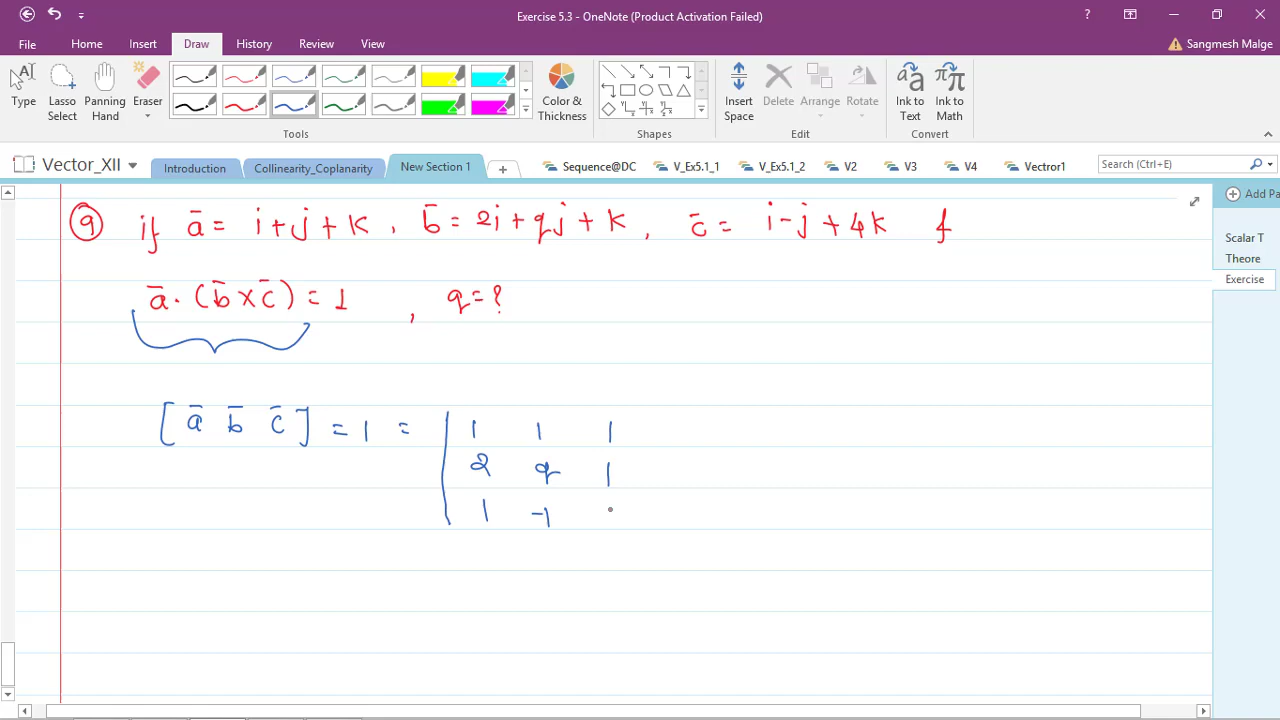 Exercise 5.3 - OneNote (Product Activation Failed)
File Home Insert Draw History Review View Sangmesh Malge
Type Lasso Select Panning Hand Eraser Color & Thickness Insert Space Delete Arrange Rotate Ink to Text Ink to Math
Tools Shapes Edit Convert
Vector_XII Introduction Collinearity_Coplanarity New Section 1 Sequence@DC V_Ex5.1_1 V_Ex5.1_2 V2 V3 V4 Vectror1 Search (Ctrl+E)
Add Pa
Scalar T
Theore
Exercise
9 if ā = i + j + k , b̄ = 2i + qj + k , c̄ = i - j + 4k f
ā . ( b̄ x c̄ ) = 1 , q = ?
[ ā b̄ c̄ ] = 1 = | 1 1 1
2 q 1
1 -1